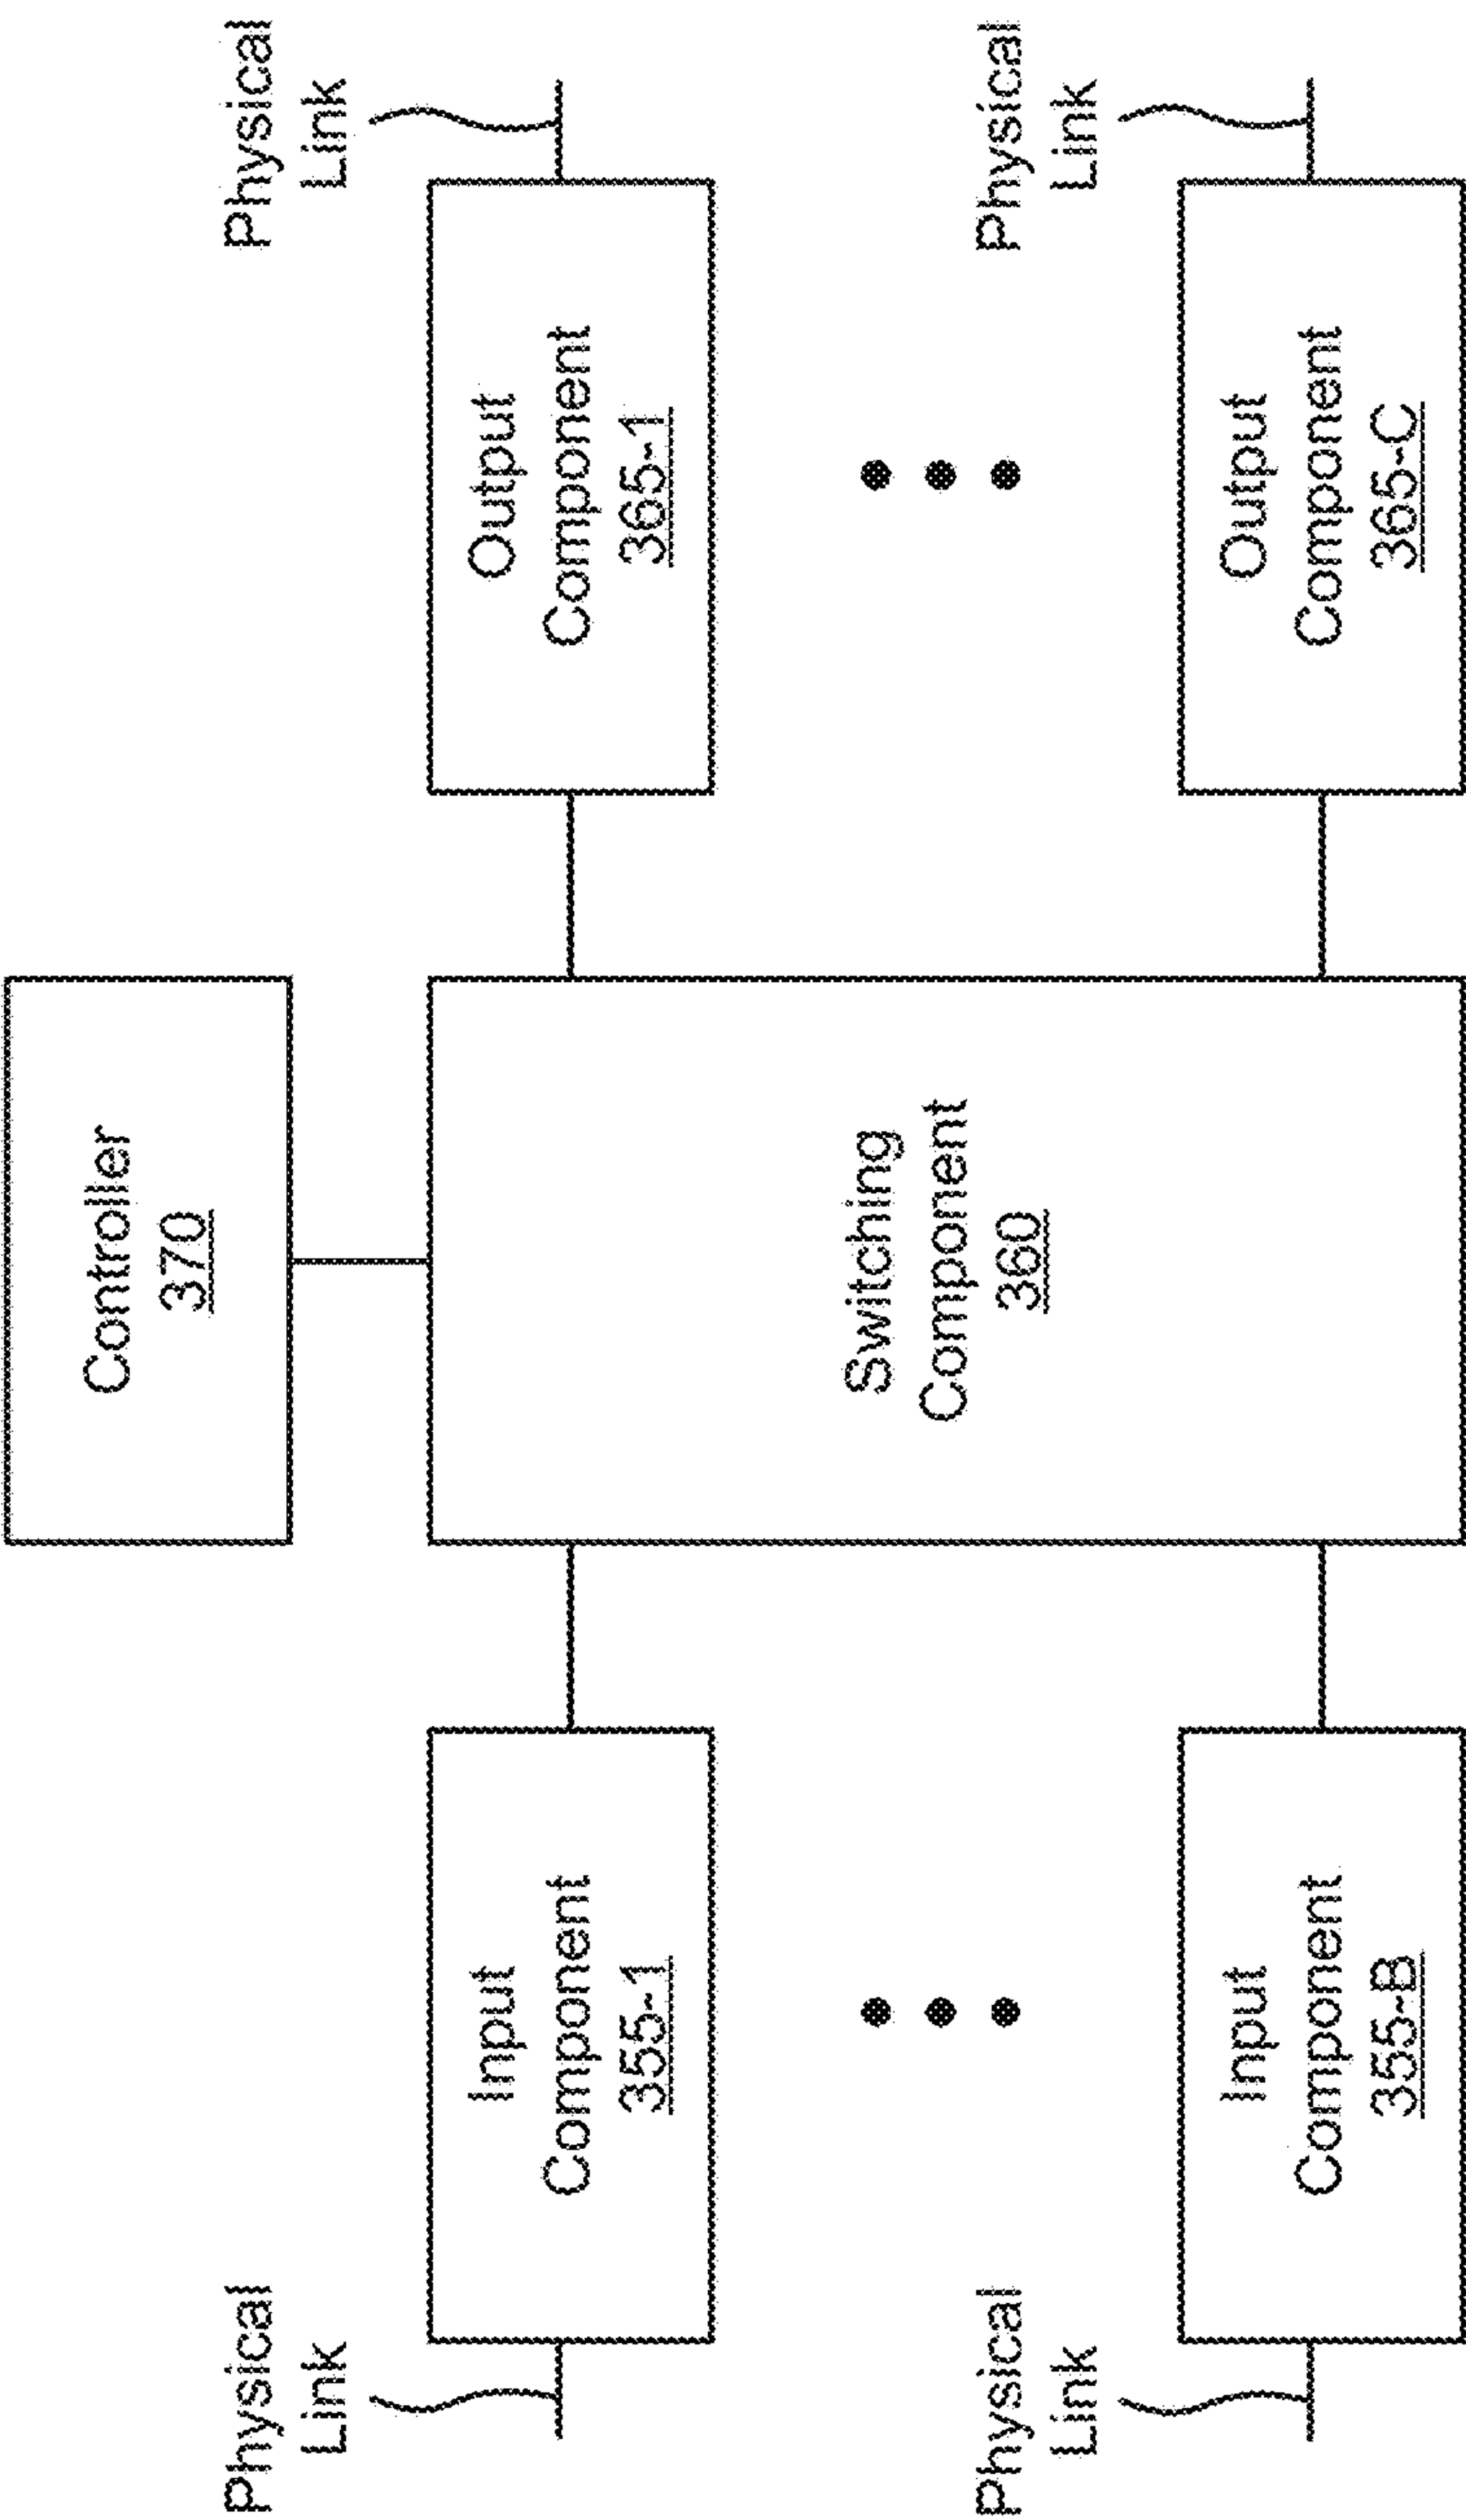 Controller
370
Physical
Link
Input
Component
355-1
Switching
Component
360
Output
Component
365-1
Physical
Link
Physical
Link
Input
Component
355-B
Output
Component
365-C
Physical
Link